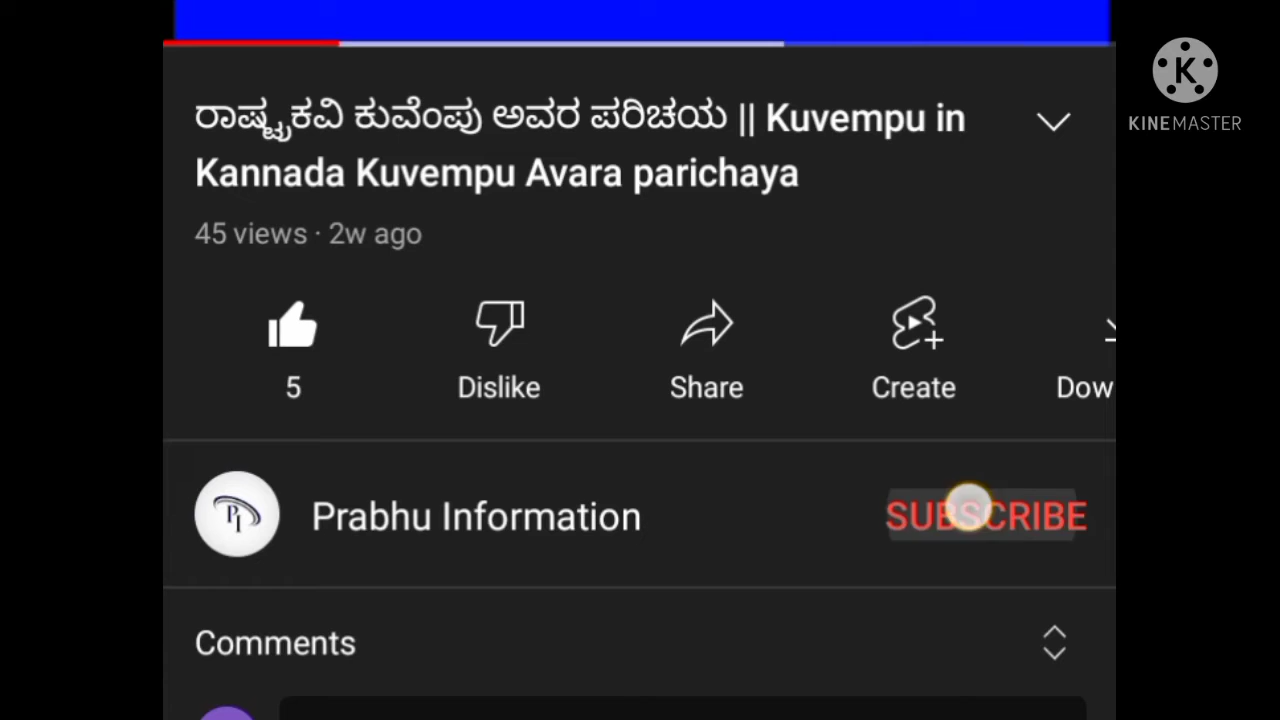 ರಾಷ್ಟ್ರಕವಿ ಕುವೆಂಪು ಅವರ ಪರಿಚಯ || Kuvempu in
Kannada Kuvempu Avara parichaya
45 views · 2w ago
5
Dislike
Share
Create
Dow
PI
Prabhu Information
SUBSCRIBE
Comments
K
KINEMASTER